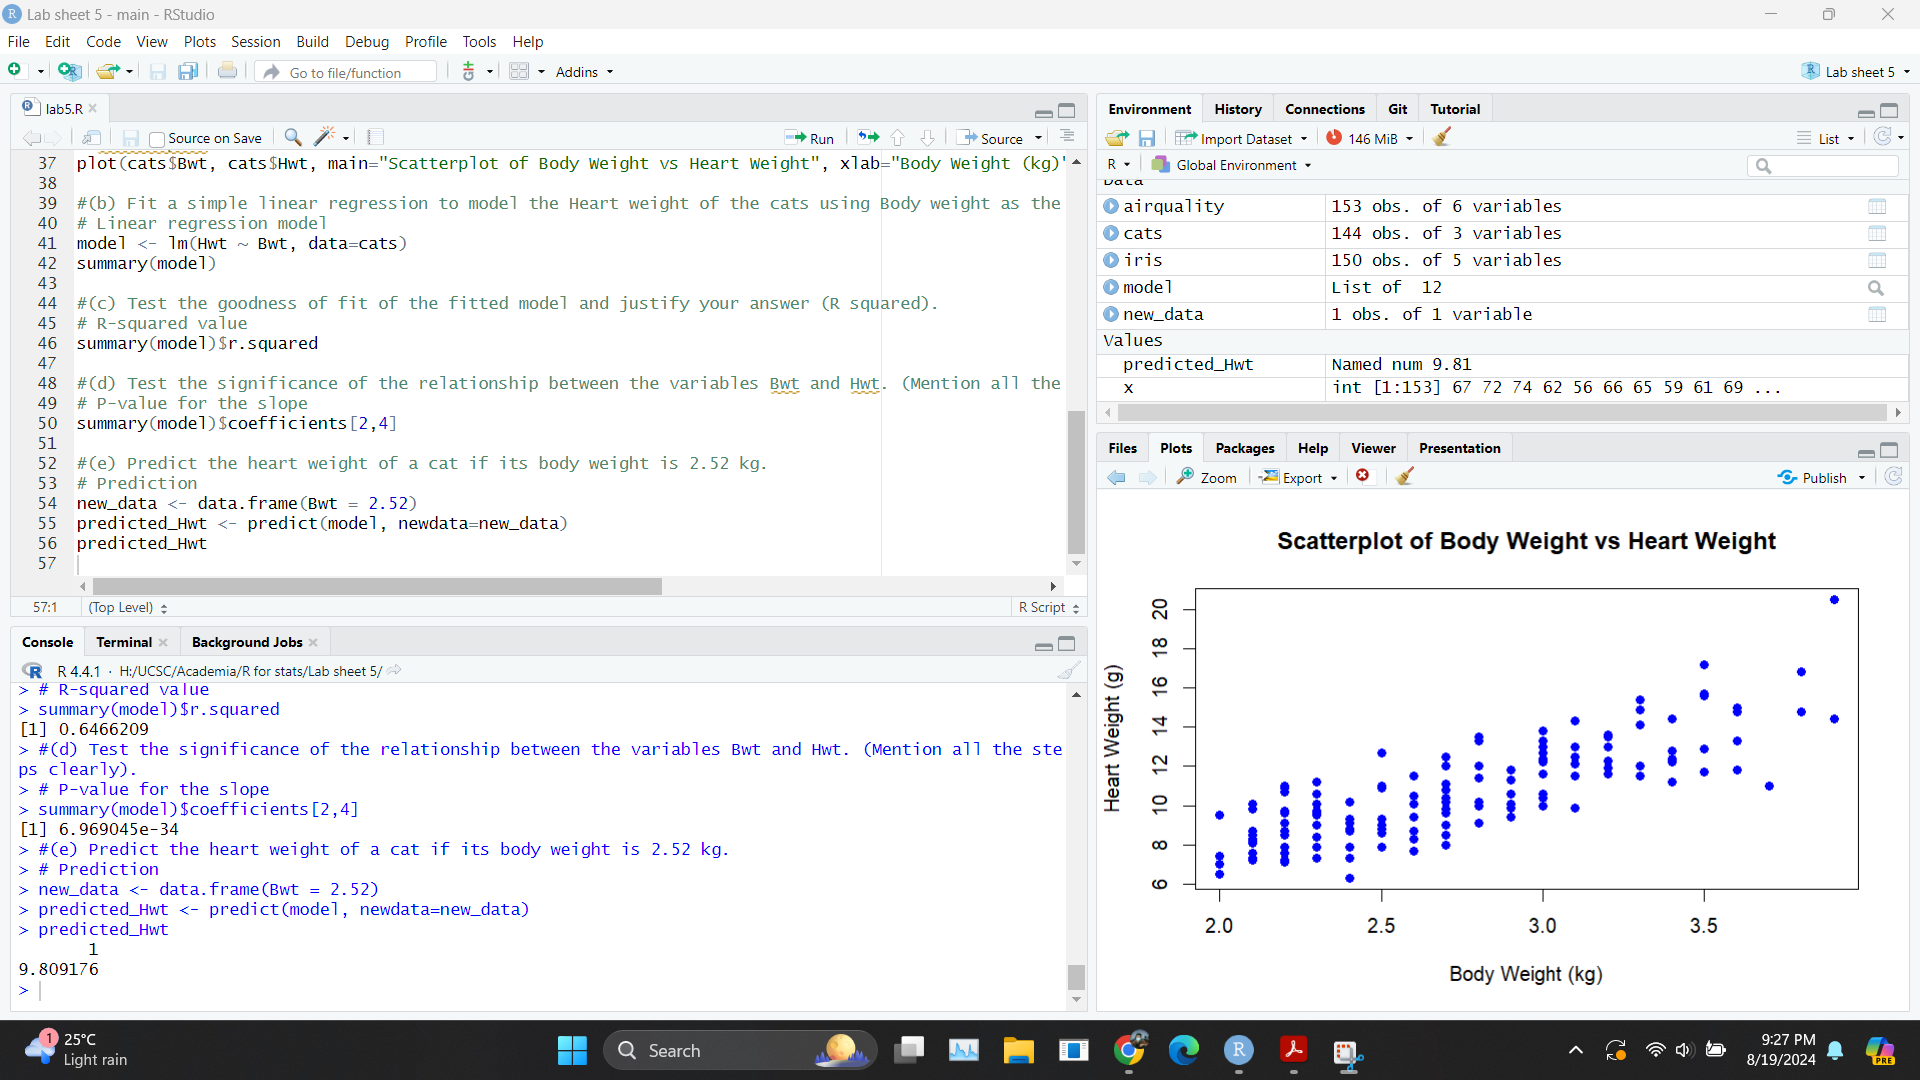 Lab sheet 5 - main - RStudio
File Edit Code View Plots Session Build Debug Profile Tools Help
Go to file/function
Addins
Lab sheet 5
lab5.R
Source on Save
Run
Source
37 plot(cats$Bwt, cats$Hwt, main="Scatterplot of Body Weight vs Heart Weight", xlab="Body Weight (kg)"
38
39 #(b) Fit a simple linear regression to model the Heart weight of the cats using Body weight as the
40 # Linear regression model
41 model <- lm(Hwt ~ Bwt, data=cats)
42 summary(model)
43
44 #(c) Test the goodness of fit of the fitted model and justify your answer (R squared).
45 # R-squared value
46 summary(model)$r.squared
47
48 #(d) Test the significance of the relationship between the variables Bwt and Hwt. (Mention all the
49 # P-value for the slope
50 summary(model)$coefficients[2,4]
51
52 #(e) Predict the heart weight of a cat if its body weight is 2.52 kg.
53 # Prediction
54 new_data <- data.frame(Bwt = 2.52)
55 predicted_Hwt <- predict(model, newdata=new_data)
56 predicted_Hwt
57
57:1 (Top Level) R Script
Console Terminal Background Jobs
R 4.4.1 · H:/UCSC/Academia/R for stats/Lab sheet 5/
> # R-squared value
> summary(model)$r.squared
[1] 0.6466209
> #(d) Test the significance of the relationship between the variables Bwt and Hwt. (Mention all the ste
ps clearly).
> # P-value for the slope
> summary(model)$coefficients[2,4]
[1] 6.969045e-34
> #(e) Predict the heart weight of a cat if its body weight is 2.52 kg.
> # Prediction
> new_data <- data.frame(Bwt = 2.52)
> predicted_Hwt <- predict(model, newdata=new_data)
> predicted_Hwt
1
9.809176
>
Environment History Connections Git Tutorial
Import Dataset 146 MiB List
R Global Environment
Data
airquality 153 obs. of 6 variables
cats 144 obs. of 3 variables
iris 150 obs. of 5 variables
model List of 12
new_data 1 obs. of 1 variable
Values
predicted_Hwt Named num 9.81
x int [1:153] 67 72 74 62 56 66 65 59 61 69 ...
Files Plots Packages Help Viewer Presentation
Zoom Export Publish
Scatterplot of Body Weight vs Heart Weight
20
18
16
14
12
10
8
6
Heart Weight (g)
2.0 2.5 3.0 3.5
Body Weight (kg)
1
25°C
Light rain
Search
PRE
9:27 PM
8/19/2024